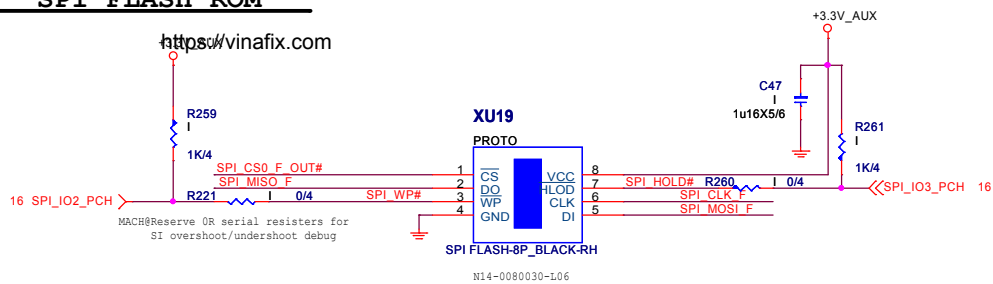 SPI FLASH ROM
+3.3V_AUX
https://vinafix.com
+3.3V_AUX
C47
I
1u16X5/6
R259
I
1K/4
XU19
PROTO
R261
I
1K/4
SPI_CS0_F_OUT#
1
CS
VCC
8
SPI_MISO_F
2
DO
HLOD
7
SPI_HOLD#
R260
I
0/4
SPI_IO3_PCH
16
16
SPI_IO2_PCH
R221
I
0/4
SPI_WP#
3
WP
CLK
6
SPI_CLK_F
4
GND
DI
5
SPI_MOSI_F
MACH@Reserve 0R serial resisters for
SI overshoot/undershoot debug
SPI FLASH-8P_BLACK-RH
N14-0080030-L06